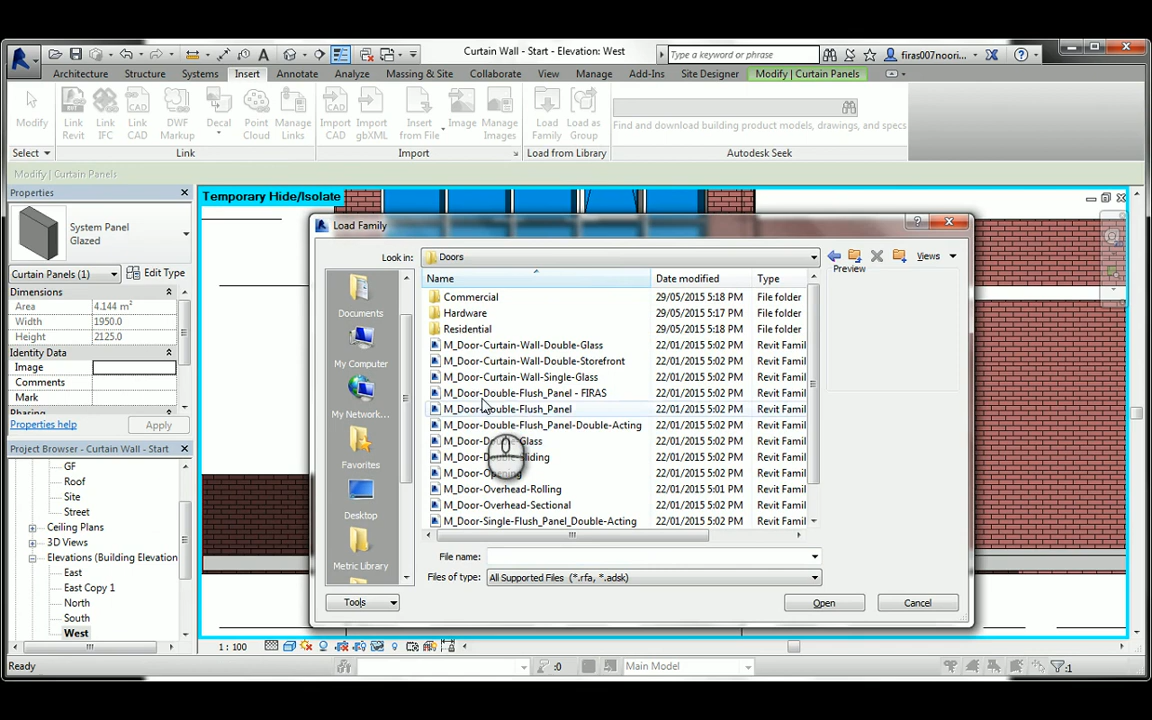 Curtain Wall - Start - Elevation: West
Type a keyword or phrase
firas007noori...
Architecture Structure Systems Insert Annotate Analyze Massing & Site Collaborate View Manage Add-Ins Site Designer Modify | Curtain Panels
Modify
Link Revit
Link IFC
Link CAD
DWF Markup
Decal
Point Cloud
Manage Links
Import CAD
Import gbXML
Insert from File
Image
Manage Images
Load Family
Load as Group
Find and download building product models, drawings, and specs
Select
Link
Import
Load from Library
Autodesk Seek
Modify | Curtain Panels
Properties
System Panel
Glazed
Curtain Panels (1)
Edit Type
Dimensions
Area 4.144 m²
Width 1950.0
Height 2125.0
Identity Data
Image
Comments
Mark
Properties help
Apply
Project Browser - Curtain Wall - Start
GF
Roof
Site
Street
Ceiling Plans
3D Views
Elevations (Building Elevation
East
East Copy 1
North
South
West
Temporary Hide/Isolate
Load Family
Look in: Doors
Views
Preview
Documents
My Computer
My Network...
Favorites
Desktop
Metric Library
Name Date modified Type
Commercial 29/05/2015 5:18 PM File folder
Hardware 29/05/2015 5:17 PM File folder
Residential 29/05/2015 5:18 PM File folder
M_Door-Curtain-Wall-Double-Glass 22/01/2015 5:02 PM Revit Famil
M_Door-Curtain-Wall-Double-Storefront 22/01/2015 5:02 PM Revit Famil
M_Door-Curtain-Wall-Single-Glass 22/01/2015 5:02 PM Revit Famil
M_Door-Double-Flush_Panel - FIRAS 22/01/2015 5:02 PM Revit Famil
M_Door-Double-Flush_Panel 22/01/2015 5:02 PM Revit Famil
M_Door-Double-Flush_Panel-Double-Acting 22/01/2015 5:02 PM Revit Famil
M_Door-Double-Glass 22/01/2015 5:02 PM Revit Famil
M_Door-Double-Sliding 22/01/2015 5:02 PM Revit Famil
M_Door-Opening 22/01/2015 5:02 PM Revit Famil
M_Door-Overhead-Rolling 22/01/2015 5:01 PM Revit Famil
M_Door-Overhead-Sectional 22/01/2015 5:02 PM Revit Famil
M_Door-Single-Flush_Panel_Double-Acting 22/01/2015 5:02 PM Revit Famil
File name:
Files of type: All Supported Files (*.rfa, *.adsk)
Tools
Open
Cancel
1 : 100
Ready
:0
Main Model
:1